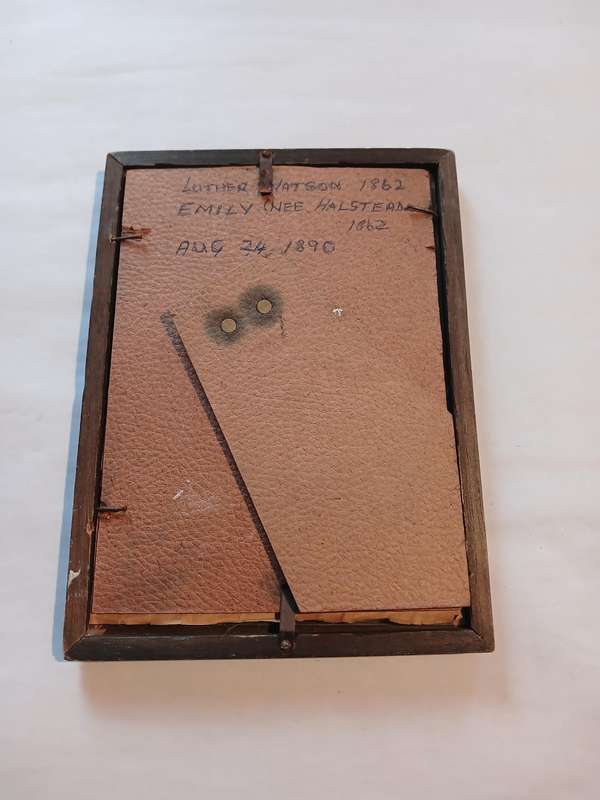 LUTHER WATSON 1862
EMILY (NEE HALSTEAD
1862
AUG 24, 1890